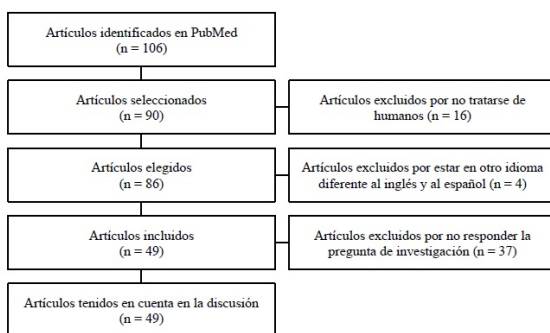 Artículos identificados en PubMed
(n = 106)
Artículos seleccionados
(n = 90)
Artículos excluidos por no tratarse de
humanos (n = 16)
Artículos elegidos
(n = 86)
Artículos excluidos por estar en otro idioma
diferente al inglés y al español (n = 4)
Artículos incluidos
(n = 49)
Artículos excluidos por no responder la
pregunta de investigación (n = 37)
Artículos tenidos en cuenta en la discusión
(n = 49)